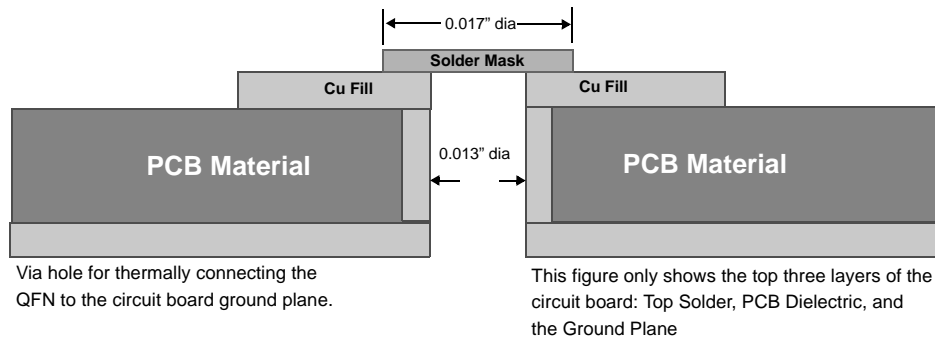 0.017” dia
Solder Mask
Cu Fill
Cu Fill
PCB Material
0.013” dia
PCB Material
Via hole for thermally connecting the
QFN to the circuit board ground plane.
This figure only shows the top three layers of the
circuit board: Top Solder, PCB Dielectric, and
the Ground Plane